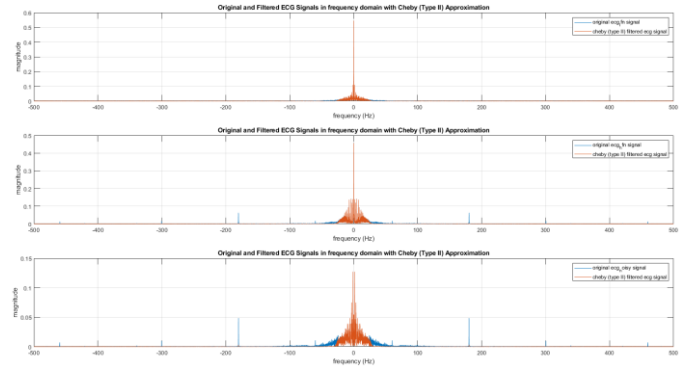 Original and Filtered ECG Signals in frequency domain with Cheby (Type II) Approximation
0.6
0.5
0.4
0.3
0.2
0.1
0
magnitude
-500 -400 -300 -200 -100 0 100 200 300 400 500
frequency (Hz)
original ecg_lfn signal
cheby (type II) filtered ecg signal
Original and Filtered ECG Signals in frequency domain with Cheby (Type II) Approximation
0.5
0.4
0.3
0.2
0.1
0
magnitude
-500 -400 -300 -200 -100 0 100 200 300 400 500
frequency (Hz)
original ecg_hfn signal
cheby (type II) filtered ecg signal
Original and Filtered ECG Signals in frequency domain with Cheby (Type II) Approximation
0.15
0.1
0.05
0
magnitude
-500 -400 -300 -200 -100 0 100 200 300 400 500
frequency (Hz)
original signal
cheby (type II) filtered ecg signal